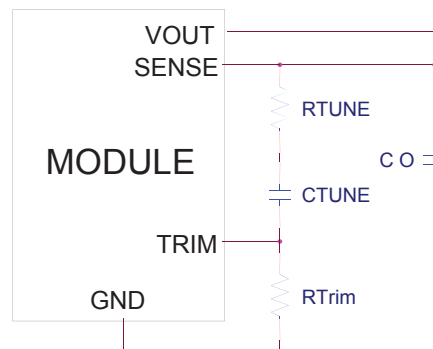 VOUT
SENSE
RTUNE
MODULE
C O
CTUNE
TRIM
GND
RTrim